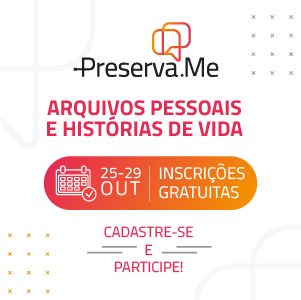 Preserva.Me
ARQUIVOS PESSOAIS
E HISTÓRIAS DE VIDA
25-29
OUT
INSCRIÇÕES
GRATUITAS
CADASTRE-SE
E
PARTICIPE!